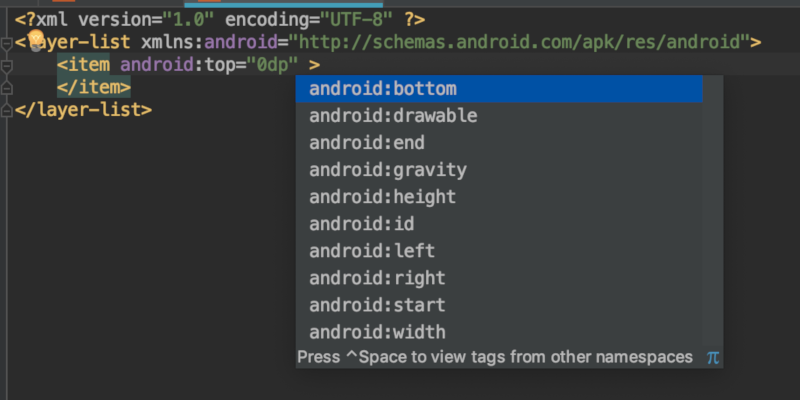 <?xml version="1.0" encoding="UTF-8" ?>
<layer-list xmlns:android="http://schemas.android.com/apk/res/android">
<item android:top="0dp" >
</item>
</layer-list>
android:bottom
android:drawable
android:end
android:gravity
android:height
android:id
android:left
android:right
android:start
android:width
Press ^Space to view tags from other namespaces π